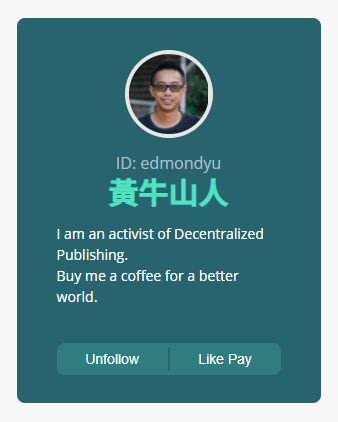 ID: edmondyu
黃牛山人
I am an activist of Decentralized
Publishing.
Buy me a coffee for a better
world.
Unfollow
Like Pay